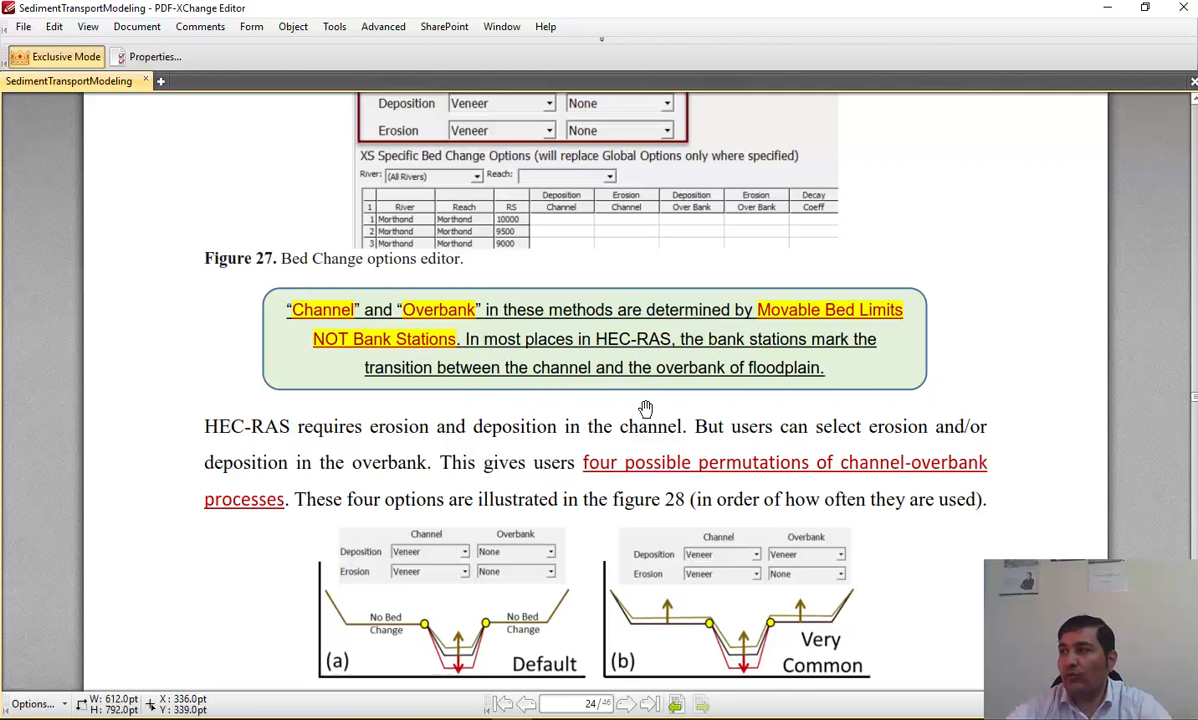 SedimentTransportModeling - PDF-XChange Editor
File Edit View Document Comments Form Object Tools Advanced SharePoint Window Help
Exclusive Mode Properties...
SedimentTransportModeling
Deposition Veneer None
Erosion Veneer None
XS Specific Bed Change Options (will replace Global Options only where specified)
River: (All Rivers) Reach:
Deposition Erosion Deposition Erosion Decay
1 River Reach RS Channel Channel Over Bank Over Bank Coeff
1 Morthond Morthond 10000
2 Morthond Morthond 9500
3 Morthond Morthond 9000
Figure 27. Bed Change options editor.
“Channel” and “Overbank” in these methods are determined by Movable Bed Limits
NOT Bank Stations. In most places in HEC-RAS, the bank stations mark the
transition between the channel and the overbank of floodplain.
HEC-RAS requires erosion and deposition in the channel. But users can select erosion and/or
deposition in the overbank. This gives users four possible permutations of channel-overbank
processes. These four options are illustrated in the figure 28 (in order of how often they are used).
Channel Overbank
Deposition Veneer None
Erosion Veneer None
No Bed Change
No Bed Change
(a) Default
Channel Overbank
Deposition Veneer Veneer
Erosion Veneer None
(b) Very
Common
Options... W: 612.0pt X: 336.0pt 24/46
H: 792.0pt Y: 339.0pt